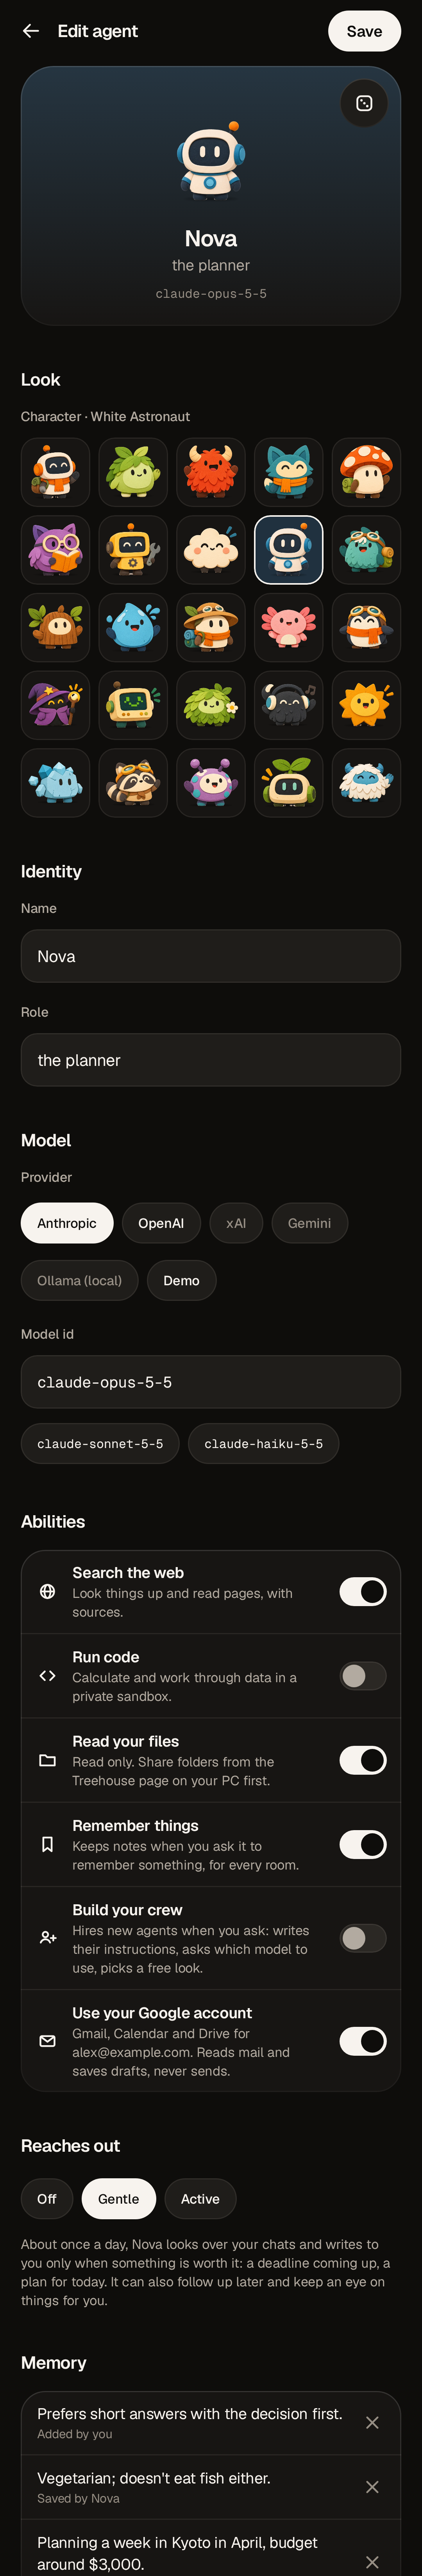 Edit agent
Save
Nova
the planner
claude-opus-5-5
Look
Character · White Astronaut
Identity
Name
Nova
Role
the planner
Model
Provider
Anthropic
OpenAI
xAI
Gemini
Ollama (local)
Demo
Model id
claude-opus-5-5
claude-sonnet-5-5
claude-haiku-5-5
Abilities
Search the web
Look things up and read pages, with
sources.
Run code
Calculate and work through data in a
private sandbox.
Read your files
Read only. Share folders from the
Treehouse page on your PC first.
Remember things
Keeps notes when you ask it to
remember something, for every room.
Build your crew
Hires new agents when you ask: writes
their instructions, asks which model to
use, picks a free look.
Use your Google account
Gmail, Calendar and Drive for
alex@example.com. Reads mail and
saves drafts, never sends.
Reaches out
Off
Gentle
Active
About once a day, Nova looks over your chats and writes to
you only when something is worth it: a deadline coming up, a
plan for today. It can also follow up later and keep an eye on
things for you.
Memory
Prefers short answers with the decision first.
Added by you
Vegetarian; doesn't eat fish either.
Saved by Nova
Planning a week in Kyoto in April, budget
around $3,000.